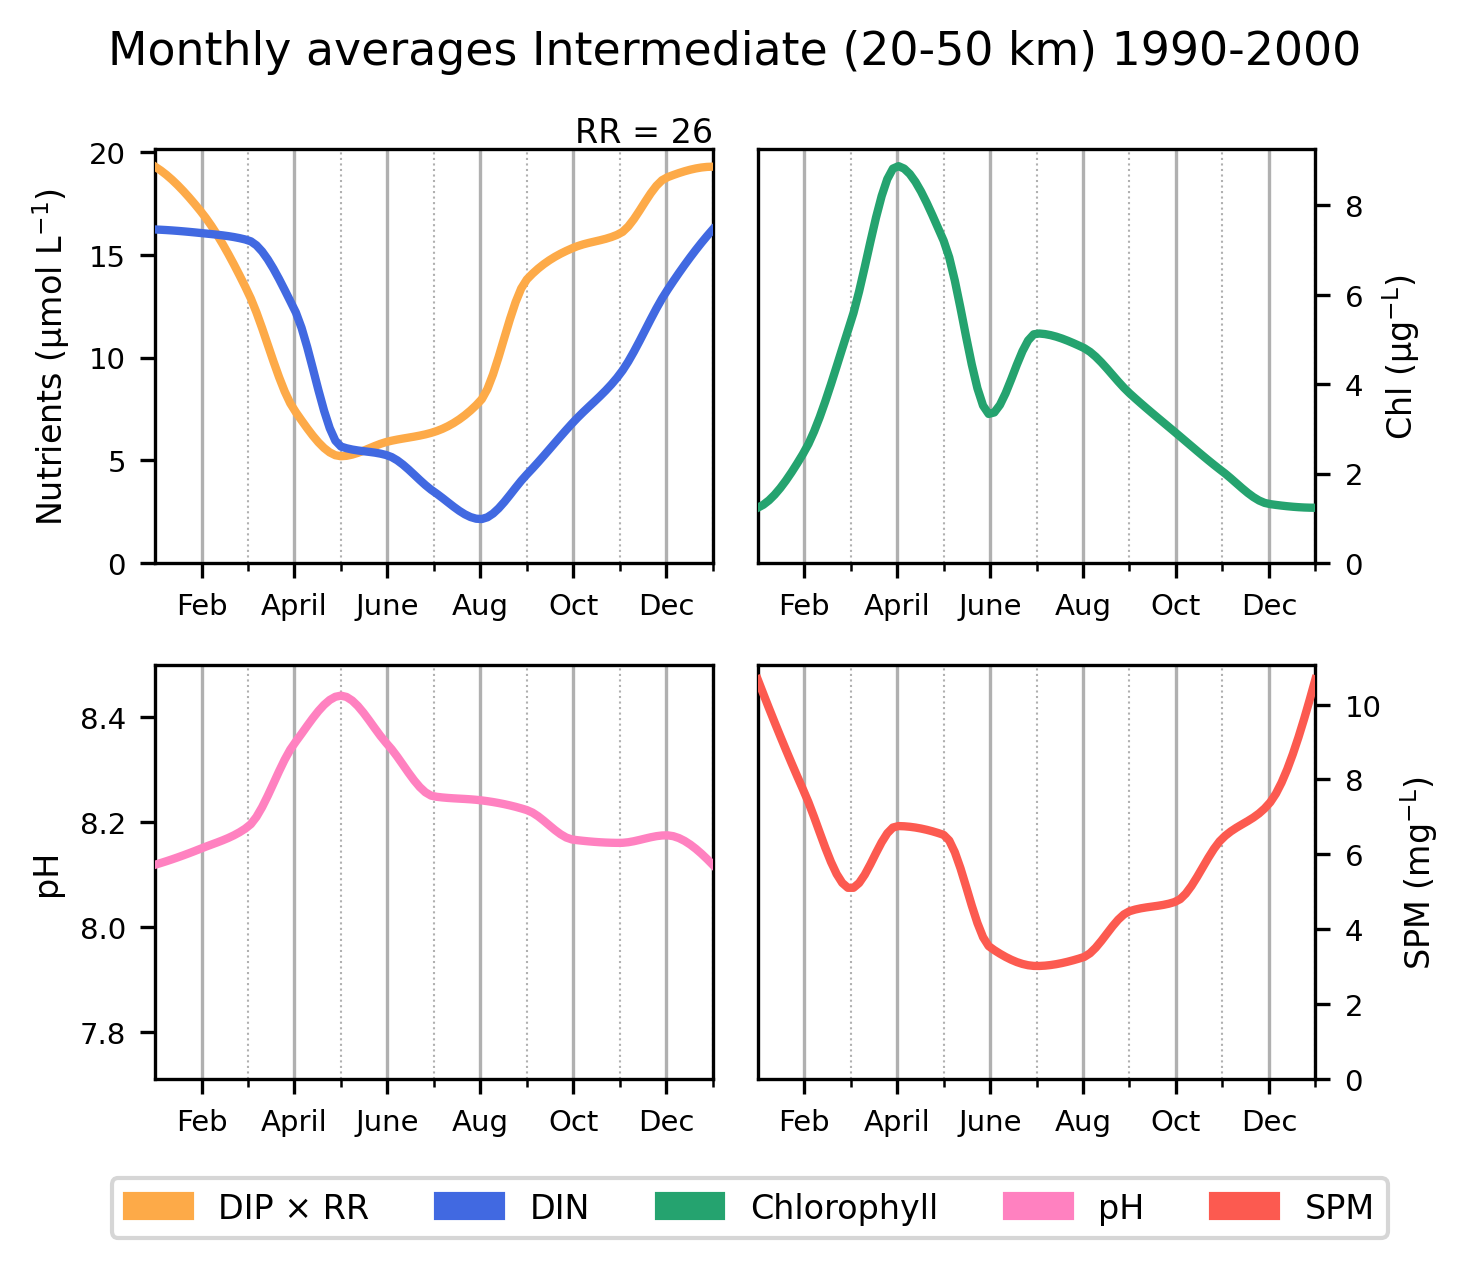 Monthly averages Intermediate (20-50 km) 1990-2000
RR = 26
Nutrients (µmol L⁻¹)
20
15
10
5
0
Feb April June Aug Oct Dec
8
6
4
2
0
Chl (µg⁻ᴸ)
Feb April June Aug Oct Dec
pH
8.4
8.2
8.0
7.8
Feb April June Aug Oct Dec
10
8
6
4
2
0
SPM (mg⁻ᴸ)
Feb April June Aug Oct Dec
DIP × RR DIN Chlorophyll pH SPM